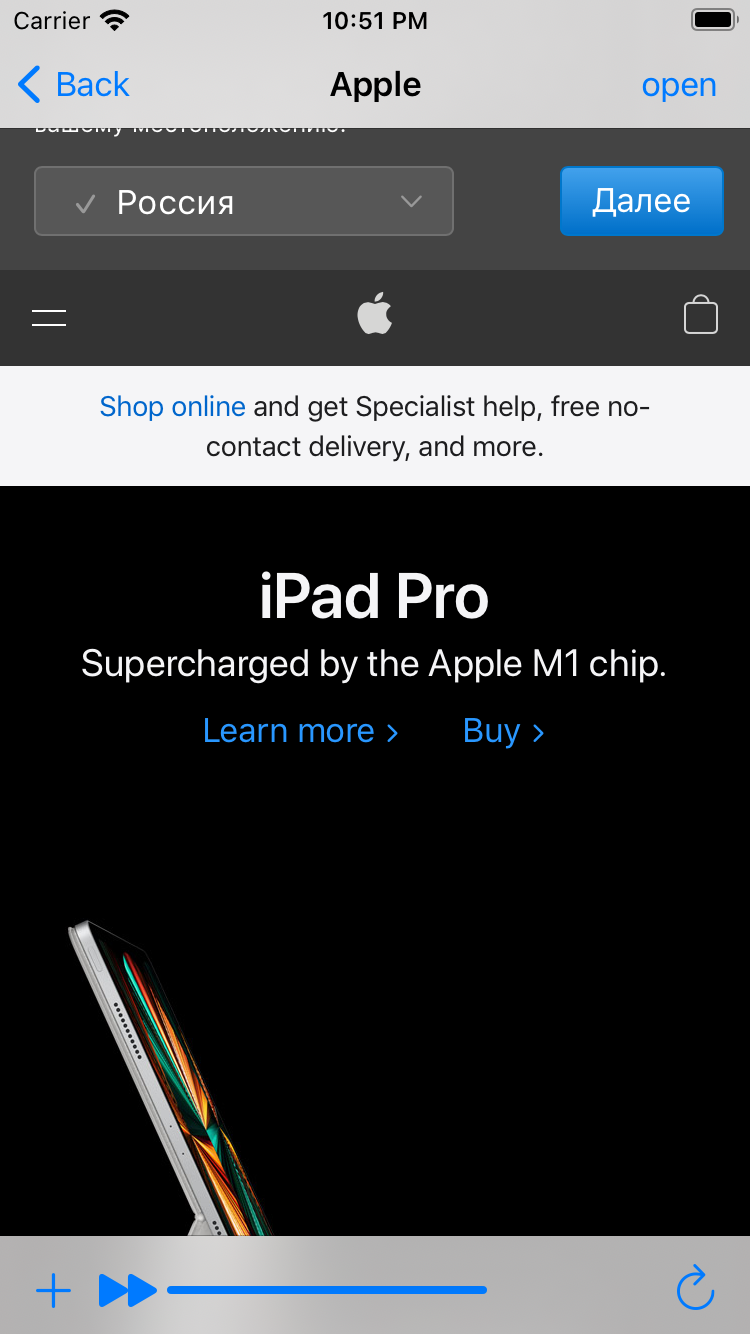 Carrier 10:51 PM
Back Apple open
вашему местоположению.
Россия Далее
Shop online and get Specialist help, free no-
contact delivery, and more.
iPad Pro
Supercharged by the Apple M1 chip.
Learn more Buy